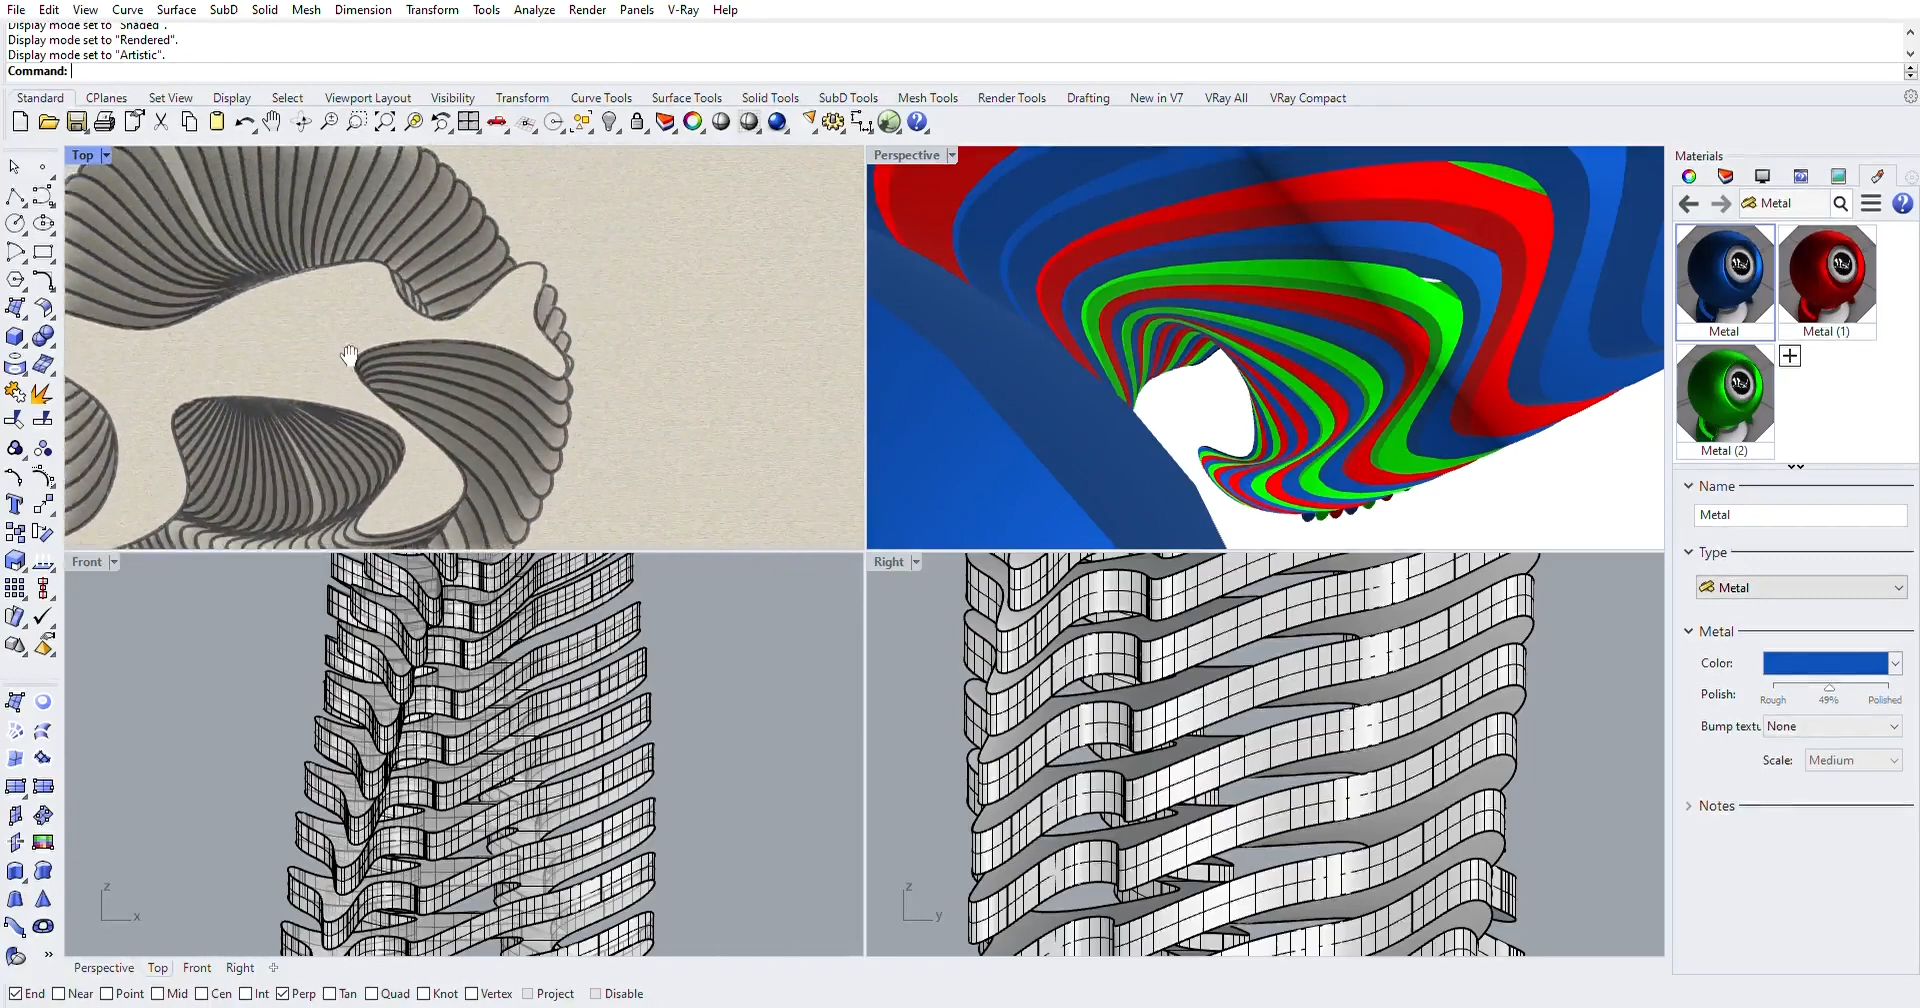 File Edit View Curve Surface SubD Solid Mesh Dimension Transform Tools Analyze Render Panels V-Ray Help
Display mode set to "Shaded".
Display mode set to "Rendered".
Display mode set to "Artistic".
Command:
Standard CPlanes Set View Display Select Viewport Layout Visibility Transform Curve Tools Surface Tools Solid Tools SubD Tools Mesh Tools Render Tools Drafting New in V7 VRay All VRay Compact
Top
Perspective
Materials
Metal
Metal Metal (1)
Metal (2)
Name
Metal
Type
Metal
Metal
Color:
Polish:
Rough 49% Polished
Bump textu None
Scale: Medium
Notes
Front
z
x
Right
z
y
Perspective Top Front Right
End Near Point Mid Cen Int Perp Tan Quad Knot Vertex Project Disable